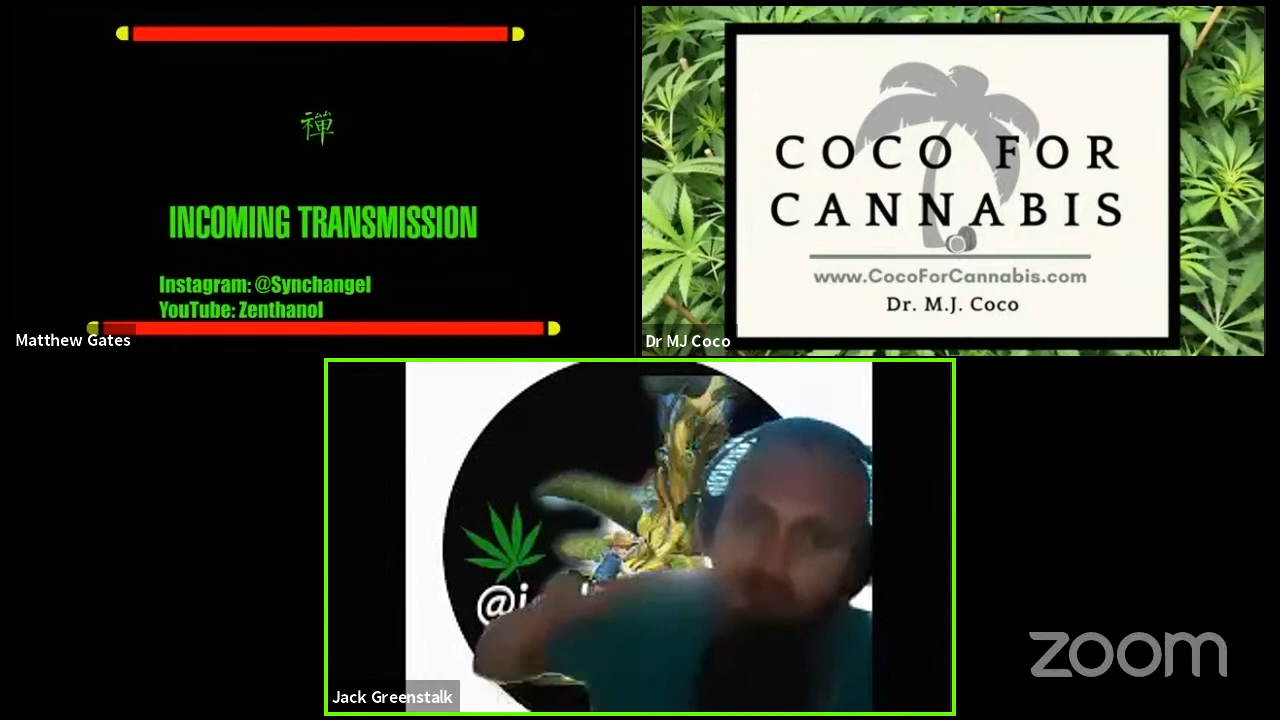 禪
INCOMING TRANSMISSION
Instagram: @Synchangel
YouTube: Zenthanol
Matthew Gates
COCO FOR
CANNABIS
www.CocoForCannabis.com
Dr. M.J. Coco
Dr MJ Coco
Jack Greenstalk
zoom